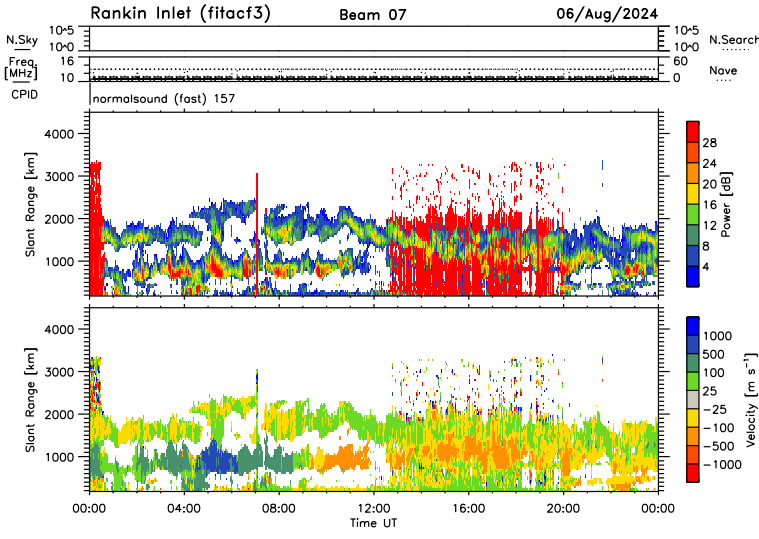 Rankin Inlet (fitacf3) Beam 07 06/Aug/2024
N.Sky 10^5 10^5 N.Search
10^0 10^0
Freq. 16 60 Nave
[MHz] 10 0
CPID normalsound (fast) 157
Slant Range [km]
4000
3000
2000
1000
Power [dB]
28
24
20
16
12
8
4
Slant Range [km]
4000
3000
2000
1000
Velocity [m s⁻¹]
1000
500
100
25
−25
−100
−500
−1000
00:00 04:00 08:00 12:00 16:00 20:00 00:00
Time UT